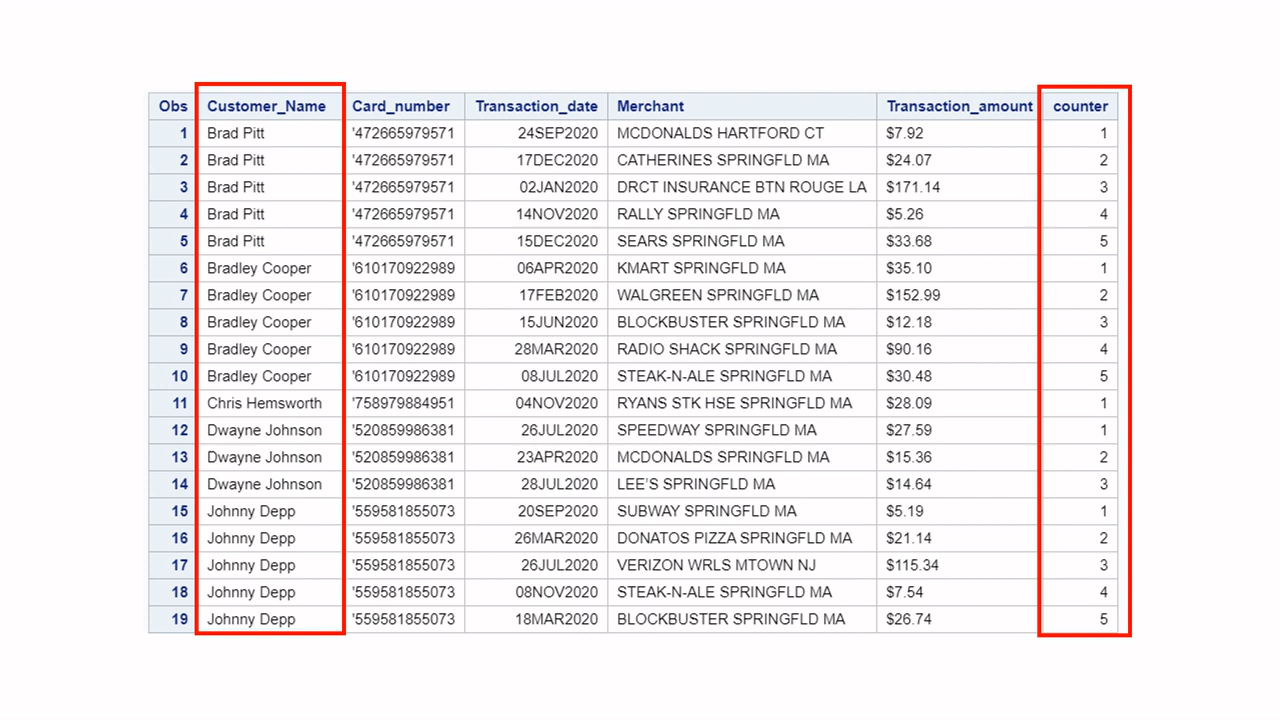 Obs Customer_Name Card_number Transaction_date Merchant Transaction_amount counter
1 Brad Pitt '472665979571 24SEP2020 MCDONALDS HARTFORD CT $7.92 1
2 Brad Pitt '472665979571 17DEC2020 CATHERINES SPRINGFLD MA $24.07 2
3 Brad Pitt '472665979571 02JAN2020 DRCT INSURANCE BTN ROUGE LA $171.14 3
4 Brad Pitt '472665979571 14NOV2020 RALLY SPRINGFLD MA $5.26 4
5 Brad Pitt '472665979571 15DEC2020 SEARS SPRINGFLD MA $33.68 5
6 Bradley Cooper '610170922989 06APR2020 KMART SPRINGFLD MA $35.10 1
7 Bradley Cooper '610170922989 17FEB2020 WALGREEN SPRINGFLD MA $152.99 2
8 Bradley Cooper '610170922989 15JUN2020 BLOCKBUSTER SPRINGFLD MA $12.18 3
9 Bradley Cooper '610170922989 28MAR2020 RADIO SHACK SPRINGFLD MA $90.16 4
10 Bradley Cooper '610170922989 08JUL2020 STEAK-N-ALE SPRINGFLD MA $30.48 5
11 Chris Hemsworth '758979884951 04NOV2020 RYANS STK HSE SPRINGFLD MA $28.09 1
12 Dwayne Johnson '520859986381 26JUL2020 SPEEDWAY SPRINGFLD MA $27.59 1
13 Dwayne Johnson '520859986381 23APR2020 MCDONALDS SPRINGFLD MA $15.36 2
14 Dwayne Johnson '520859986381 28JUL2020 LEE'S SPRINGFLD MA $14.64 3
15 Johnny Depp '559581855073 20SEP2020 SUBWAY SPRINGFLD MA $5.19 1
16 Johnny Depp '559581855073 26MAR2020 DONATOS PIZZA SPRINGFLD MA $21.14 2
17 Johnny Depp '559581855073 26JUL2020 VERIZON WRLS MTOWN NJ $115.34 3
18 Johnny Depp '559581855073 08NOV2020 STEAK-N-ALE SPRINGFLD MA $7.54 4
19 Johnny Depp '559581855073 18MAR2020 BLOCKBUSTER SPRINGFLD MA $26.74 5